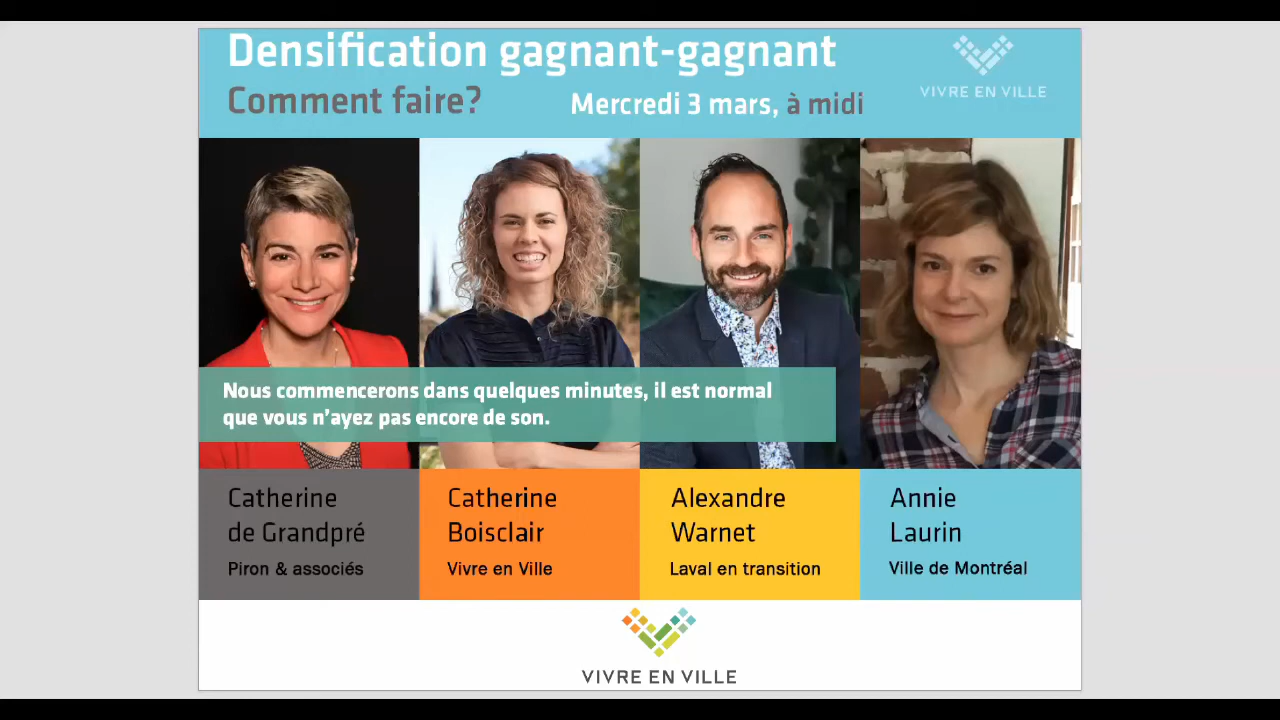 Densification gagnant-gagnant
Comment faire?
Mercredi 3 mars, à midi
VIVRE EN VILLE
Nous commencerons dans quelques minutes, il est normal
que vous n'ayez pas encore de son.
Catherine
de Grandpré
Piron & associés
Catherine
Boisclair
Vivre en Ville
Alexandre
Warnet
Laval en transition
Annie
Laurin
Ville de Montréal
VIVRE EN VILLE